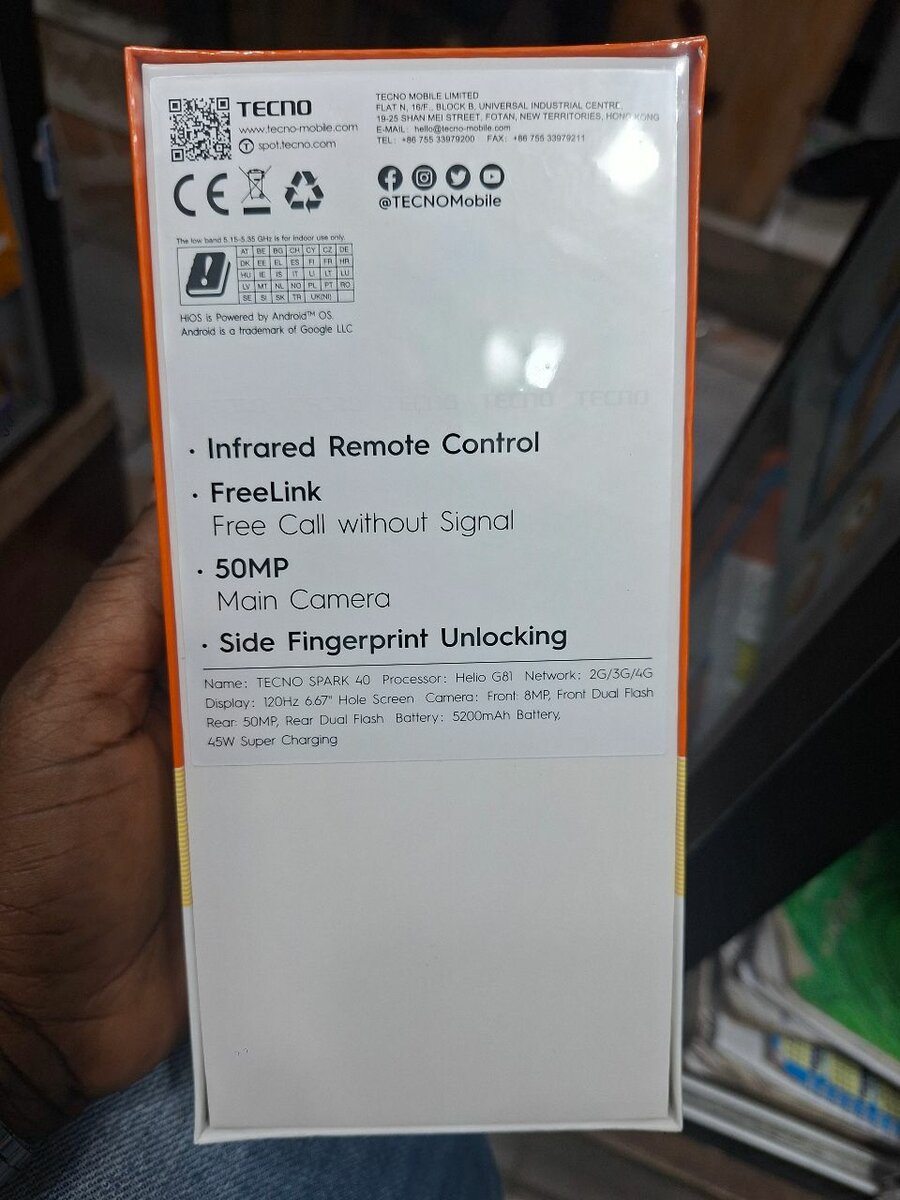 TECNO
www.tecno-mobile.com
spot.tecno.com
TECNO MOBILE LIMITED
FLAT N, 16/F., BLOCK B, UNIVERSAL INDUSTRIAL CENTRE,
19-25 SHAN MEI STREET, FOTAN, NEW TERRITORIES, HONG KONG
E-MAIL: hello@tecno-mobile.com
TEL: +86 755 33979200 FAX: +86 755 33979211
CE
@TECNOMobile
The low band 5.15-5.35 GHz is for indoor use only.
AT BE BG CH CY CZ DE
DK EE EL ES FI FR HR
HU IE IS IT LI LT LU
LV MT NL NO PL PT RO
SE SI SK TR UK(NI)
HiOS is Powered by Android™ OS.
Android is a trademark of Google LLC
TECNO TECNO
· Infrared Remote Control
· FreeLink
Free Call without Signal
· 50MP
Main Camera
· Side Fingerprint Unlocking
Name: TECNO SPARK 40 Processor: Helio G81 Network: 2G/3G/4G
Display: 120Hz 6.67" Hole Screen Camera: Front: 8MP, Front Dual Flash
Rear: 50MP, Rear Dual Flash Battery: 5200mAh Battery,
45W Super Charging